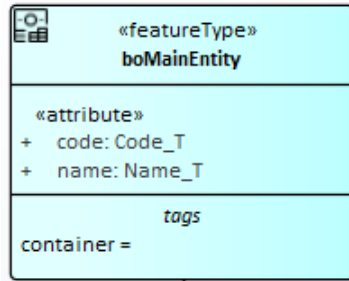 «featureType»
boMainEntity
«attribute»
+ code: Code_T
+ name: Name_T
tags
container =